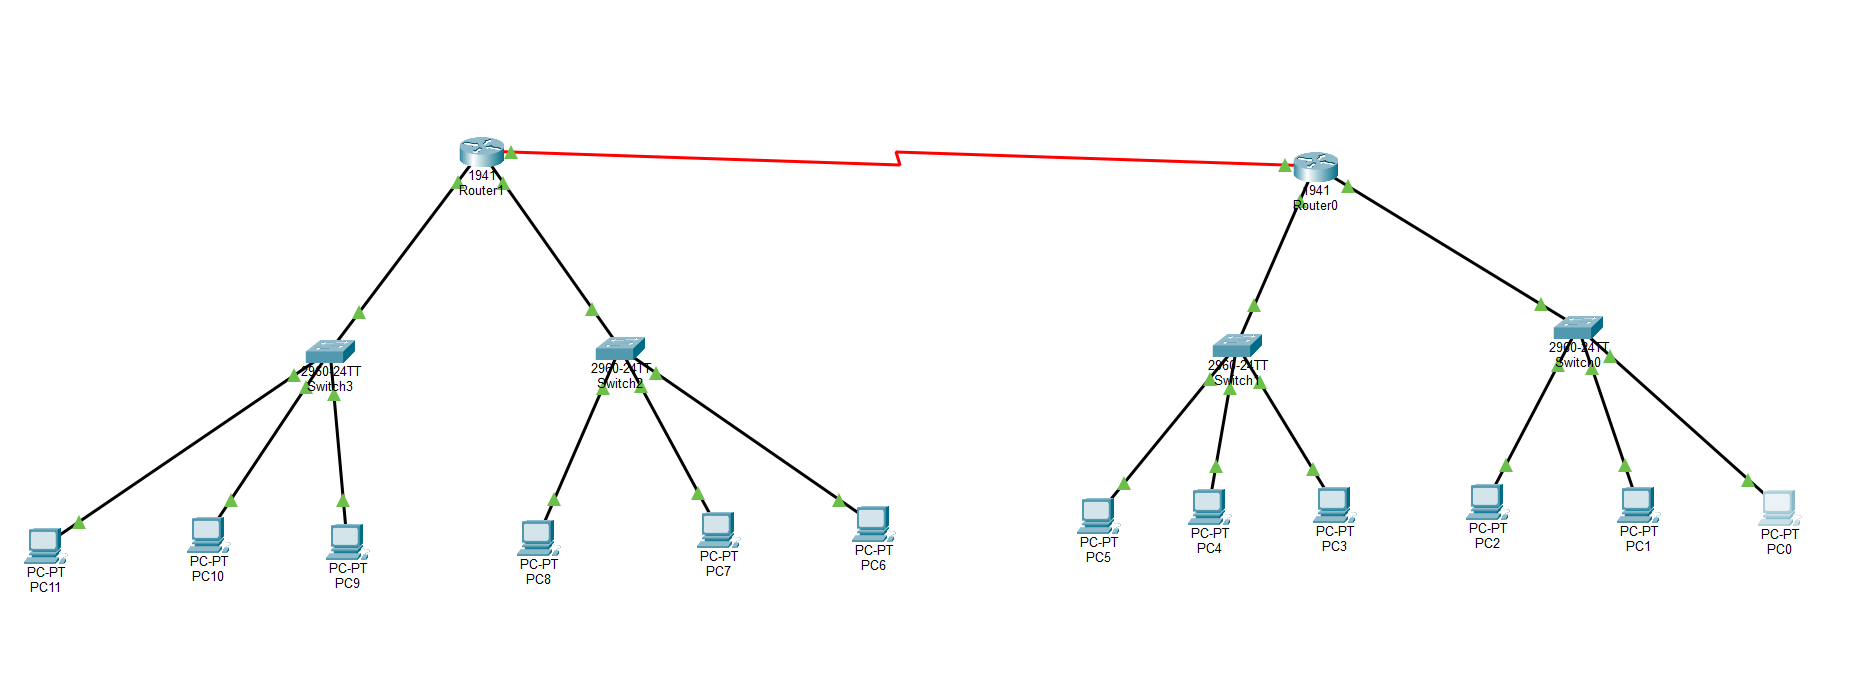 1941
Router1
1941
Router0
2960-24TT
Switch3
2960-24TT
Switch2
2960-24TT
Switch1
2960-24TT
Switch0
PC-PT
PC11
PC-PT
PC10
PC-PT
PC9
PC-PT
PC8
PC-PT
PC7
PC-PT
PC6
PC-PT
PC5
PC-PT
PC4
PC-PT
PC3
PC-PT
PC2
PC-PT
PC1
PC-PT
PC0